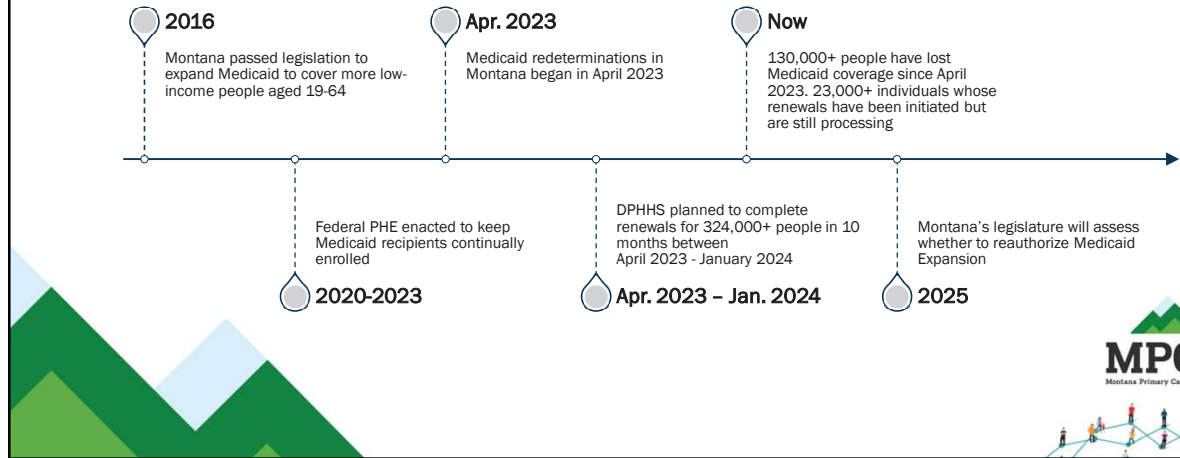 2016
Montana passed legislation to
expand Medicaid to cover more low-
income people aged 19-64
Apr. 2023
Medicaid redeterminations in
Montana began in April 2023
Now
130,000+ people have lost
Medicaid coverage since April
2023. 23,000+ individuals whose
renewals have been initiated but
are still processing
Federal PHE enacted to keep
Medicaid recipients continually
enrolled
2020-2023
DPHHS planned to complete
renewals for 324,000+ people in 10
months between
April 2023 - January 2024
Apr. 2023 – Jan. 2024
Montana’s legislature will assess
whether to reauthorize Medicaid
Expansion
2025
Montana Primary